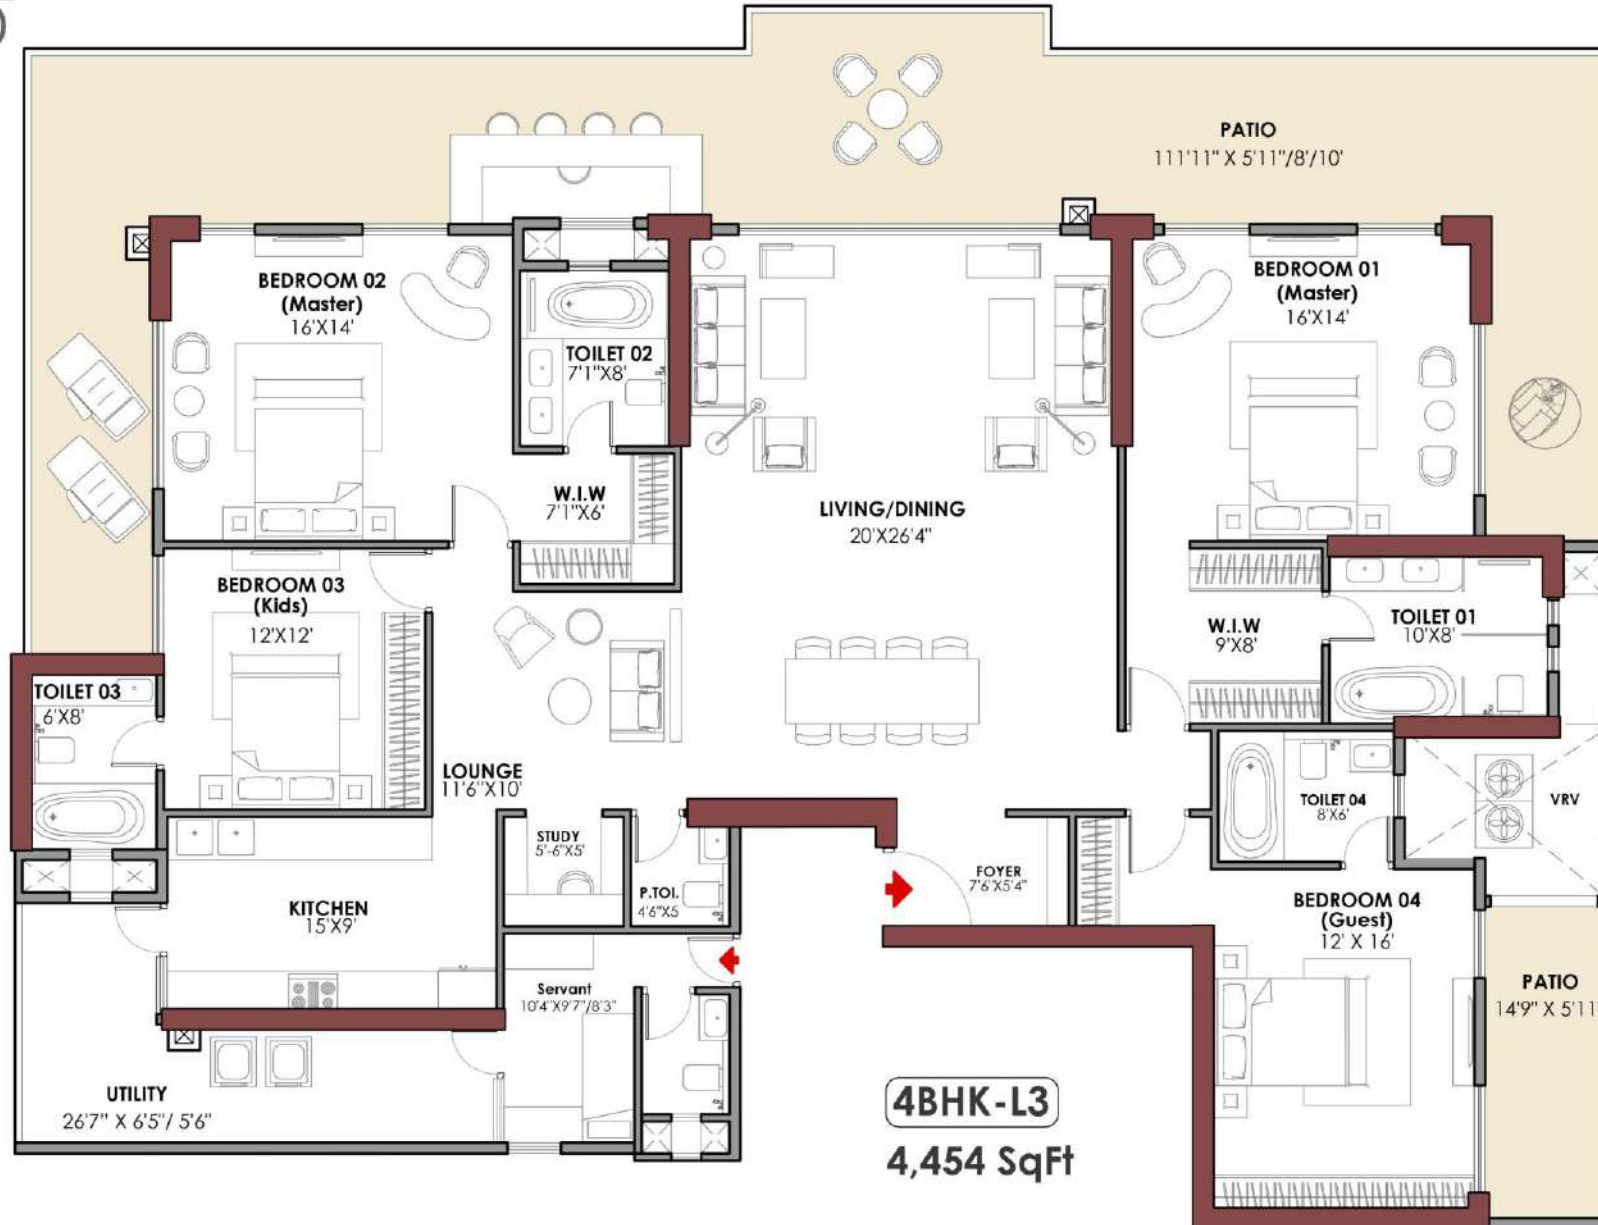 )
PATIO
111'11" X 5'11"/8'/10'
BEDROOM 02
(Master)
16'X14'
BEDROOM 01
(Master)
16'X14'
TOILET 02
7'1"X8'
W.I.W
7'1"X6'
LIVING/DINING
20'X26'4"
BEDROOM 03
(Kids)
12'X12'
W.I.W
9'X8'
TOILET 01
10'X8'
TOILET 03
6'X8'
LOUNGE
11'6"X10'
TOILET 04
8'X6'
VRV
STUDY
5'-6"X5'
P.TOI.
4'6"X5
FOYER
7'6"X5'4"
KITCHEN
15'X9'
BEDROOM 04
(Guest)
12' X 16'
Servant
10'4"X9'7"/8'3"
PATIO
14'9" X 5'11
UTILITY
26'7" X 6'5"/ 5'6"
4BHK-L3
4,454 SqFt